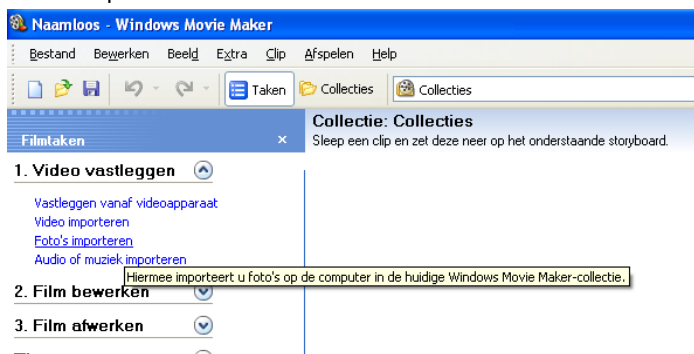 Naamloos - Windows Movie Maker
Bestand Bewerken Beeld Extra Clip Afspelen Help
Taken Collecties Collecties
Filmtaken
Collectie: Collecties
Sleep een clip en zet deze neer op het onderstaande storyboard.
1. Video vastleggen
Vastleggen vanaf videoapparaat
Video importeren
Foto's importeren
Audio of muziek importeren
Hiermee importeert u foto's op de computer in de huidige Windows Movie Maker-collectie.
2. Film bewerken
3. Film afwerken